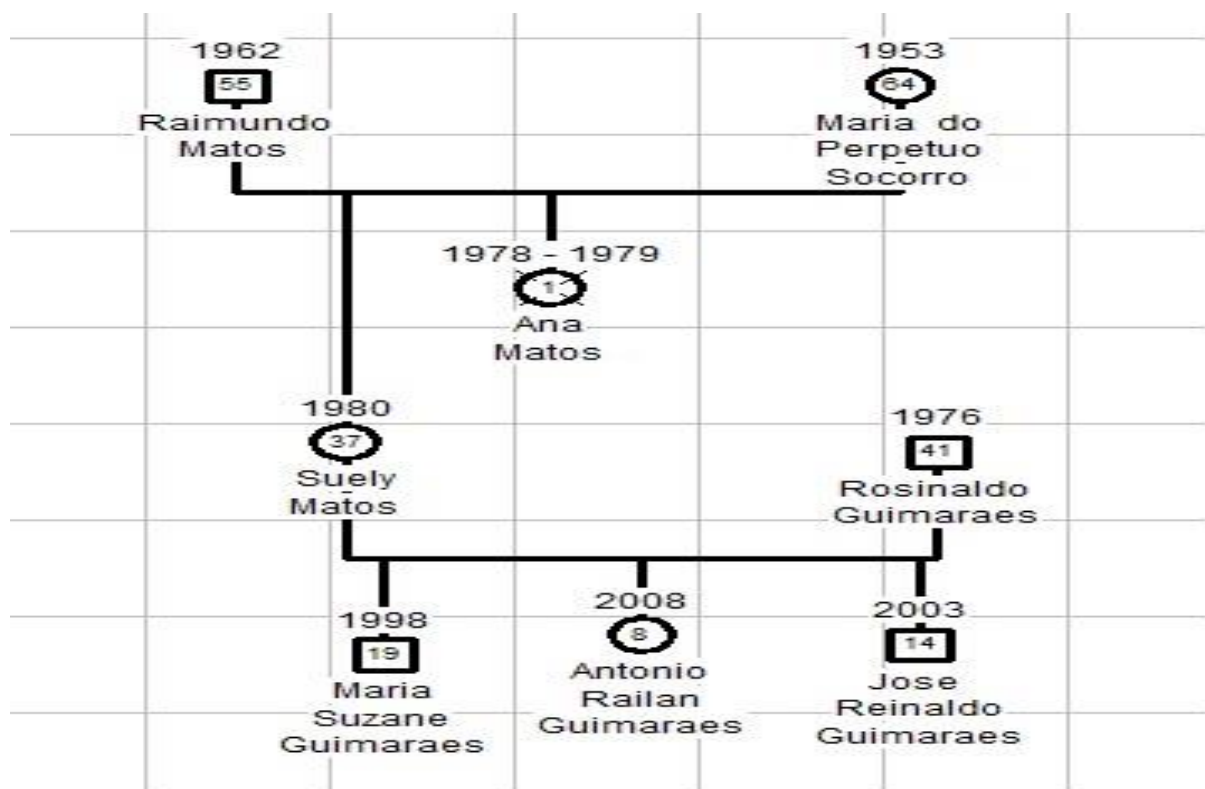 1962
55
Raimundo
Matos
1953
64
Maria do
Perpetuo
Socorro
1978 - 1979
1
Ana
Matos
1980
37
Suely
Matos
1976
41
Rosinaldo
Guimaraes
1998
19
Maria
Suzane
Guimaraes
2008
8
Antonio
Railan
Guimaraes
2003
14
Jose
Reinaldo
Guimaraes